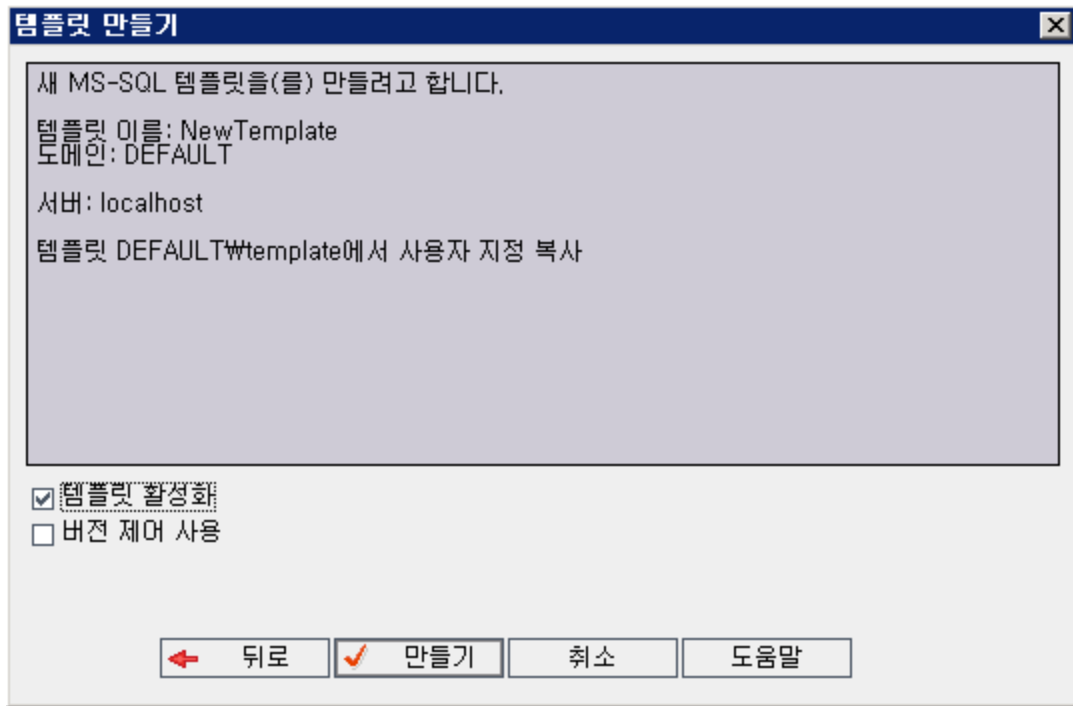 템플릿 만들기
새 MS-SQL 템플릿을(를) 만들려고 합니다.
템플릿 이름: NewTemplate
도메인: DEFAULT
서버: localhost
템플릿 DEFAULT₩template에서 사용자 지정 복사
템플릿 활성화
버전 제어 사용
뒤로 만들기 취소 도움말